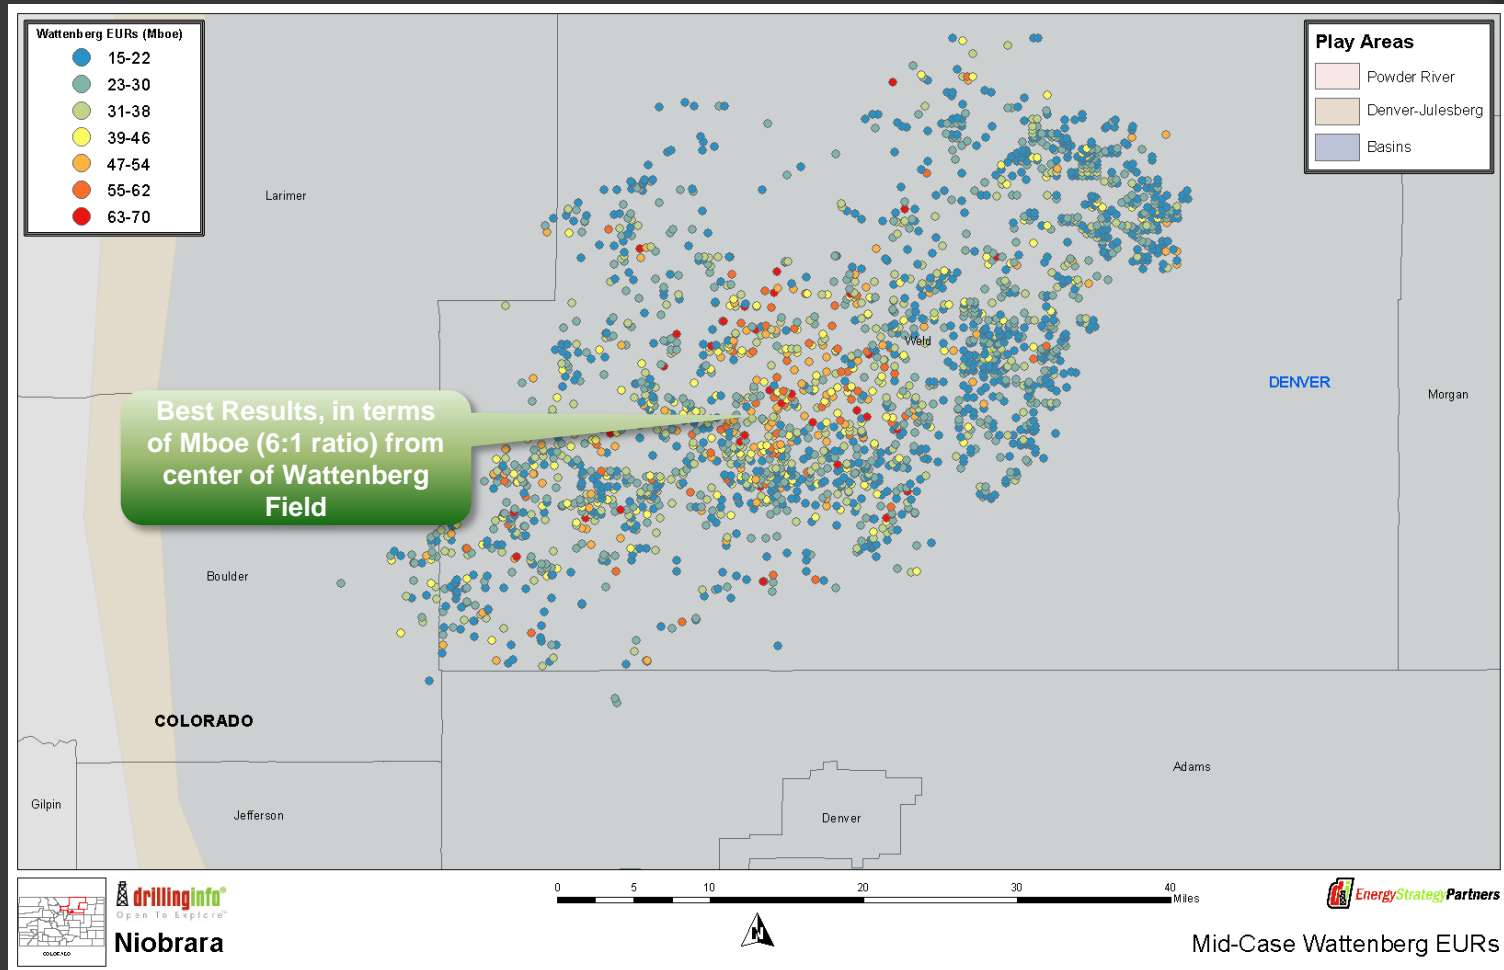 Wattenberg EURs (Mboe)
15-22
23-30
31-38
39-46
47-54
55-62
63-70
Play Areas
Powder River
Denver-Julesberg
Basins
Larimer
Weld
DENVER
Morgan
Best Results, in terms
of Mboe (6:1 ratio) from
center of Wattenberg
Field
Boulder
COLORADO
Adams
Gilpin
Jefferson
Denver
0 5 10 20 30 40
Miles
N
COLORADO
drillinginfo®
Open To Explore™
Niobrara
di EnergyStrategyPartners
Mid-Case Wattenberg EURs